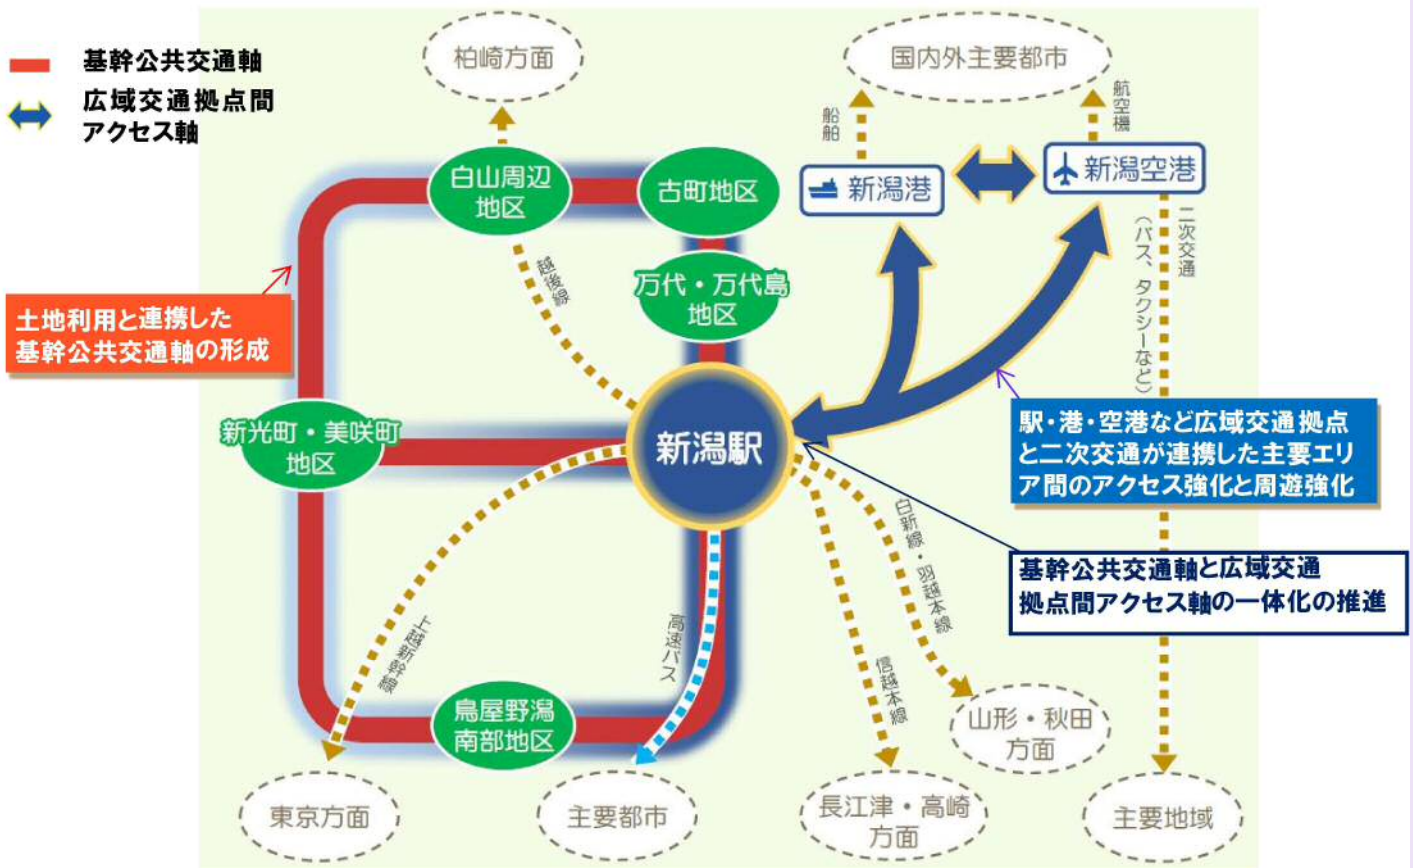 基幹公共交通軸
広域交通拠点間
アクセス軸
柏崎方面
国内外主要都市
船舶
航空機
白山周辺
地区
古町地区
新潟港
新潟空港
二次交通
（バス、タクシーなど）
越後線
万代・万代島
地区
土地利用と連携した
基幹公共交通軸の形成
新光町・美咲町
地区
新潟駅
駅・港・空港など広域交通拠点
と二次交通が連携した主要エリ
ア間のアクセス強化と周遊強化
基幹公共交通軸と広域交通
拠点間アクセス軸の一体化の推進
白新線・羽越本線
信越本線
上越新幹線
高速バス
鳥屋野潟
南部地区
山形・秋田
方面
東京方面
主要都市
長江津・高崎
方面
主要地域